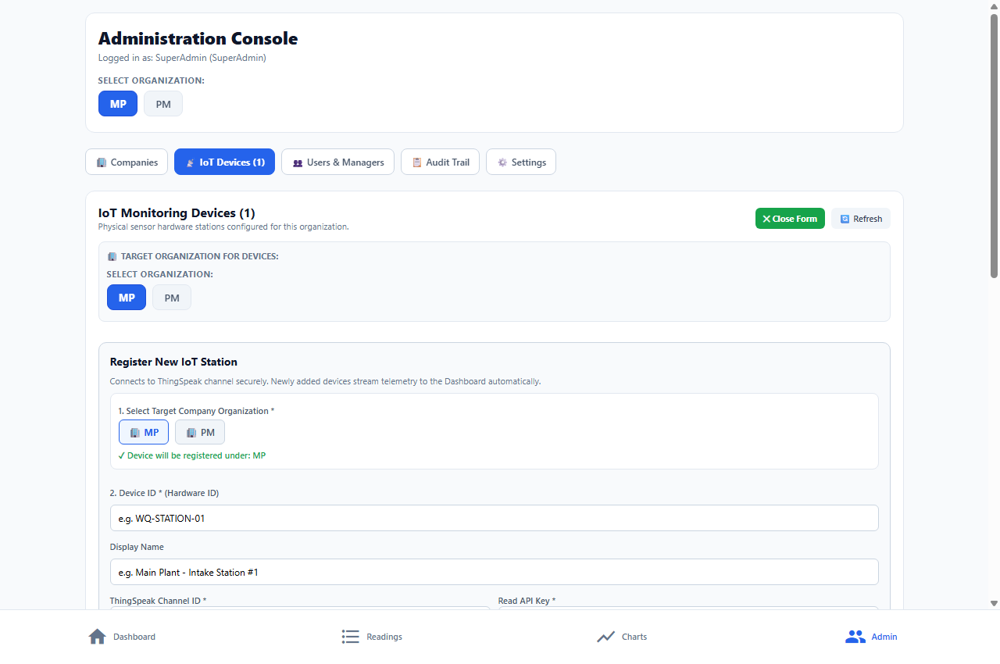 Administration Console
Logged in as: SuperAdmin (SuperAdmin)
SELECT ORGANIZATION:
MP PM
Companies IoT Devices (1) Users & Managers Audit Trail Settings
IoT Monitoring Devices (1)
Physical sensor hardware stations configured for this organization.
✕ Close Form Refresh
TARGET ORGANIZATION FOR DEVICES:
SELECT ORGANIZATION:
MP PM
Register New IoT Station
Connects to ThingSpeak channel securely. Newly added devices stream telemetry to the Dashboard automatically.
1. Select Target Company Organization *
MP PM
✓ Device will be registered under: MP
2. Device ID * (Hardware ID)
e.g. WQ-STATION-01
Display Name
e.g. Main Plant - Intake Station #1
ThingSpeak Channel ID * Read API Key *
Dashboard Readings Charts Admin